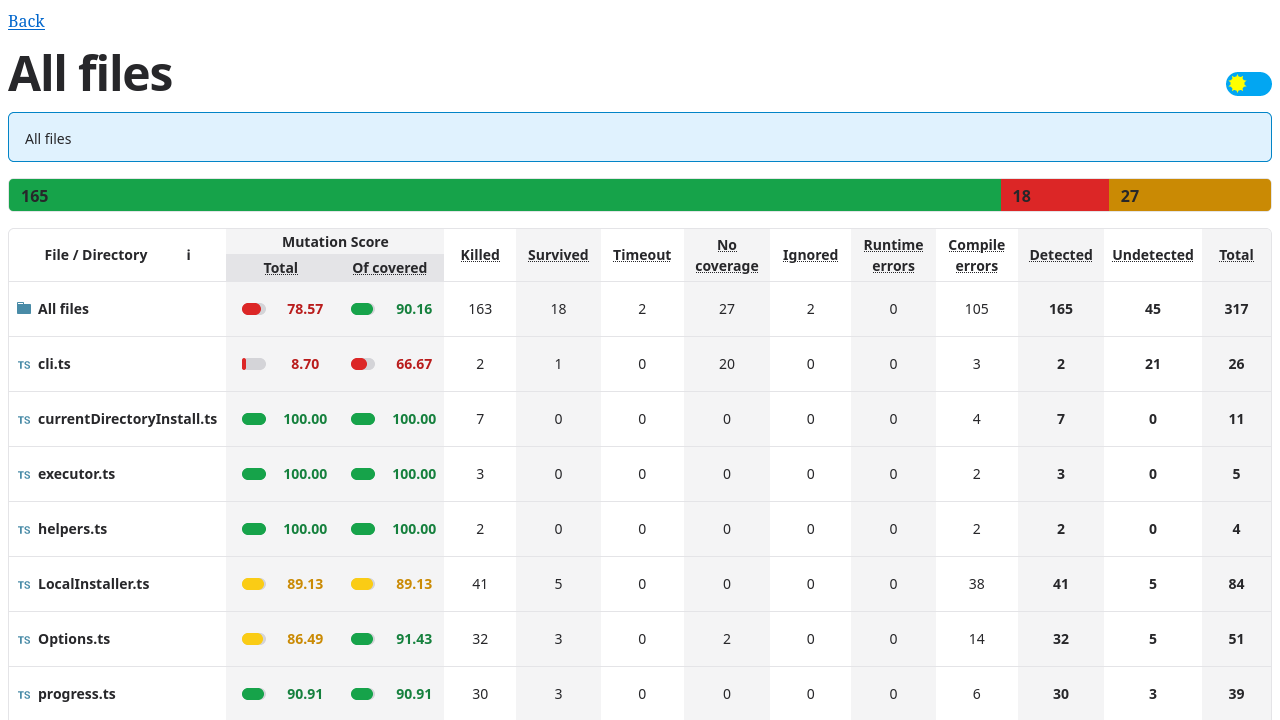 Back
All files
All files
165 18 27
File / Directory i Mutation Score Killed Survived Timeout No coverage Ignored Runtime errors Compile errors Detected Undetected Total
Total Of covered
All files 78.57 90.16 163 18 2 27 2 0 105 165 45 317
TS cli.ts 8.70 66.67 2 1 0 20 0 0 3 2 21 26
TS currentDirectoryInstall.ts 100.00 100.00 7 0 0 0 0 0 4 7 0 11
TS executor.ts 100.00 100.00 3 0 0 0 0 0 2 3 0 5
TS helpers.ts 100.00 100.00 2 0 0 0 0 0 2 2 0 4
TS LocalInstaller.ts 89.13 89.13 41 5 0 0 0 0 38 41 5 84
TS Options.ts 86.49 91.43 32 3 0 2 0 0 14 32 5 51
TS progress.ts 90.91 90.91 30 3 0 0 0 0 6 30 3 39